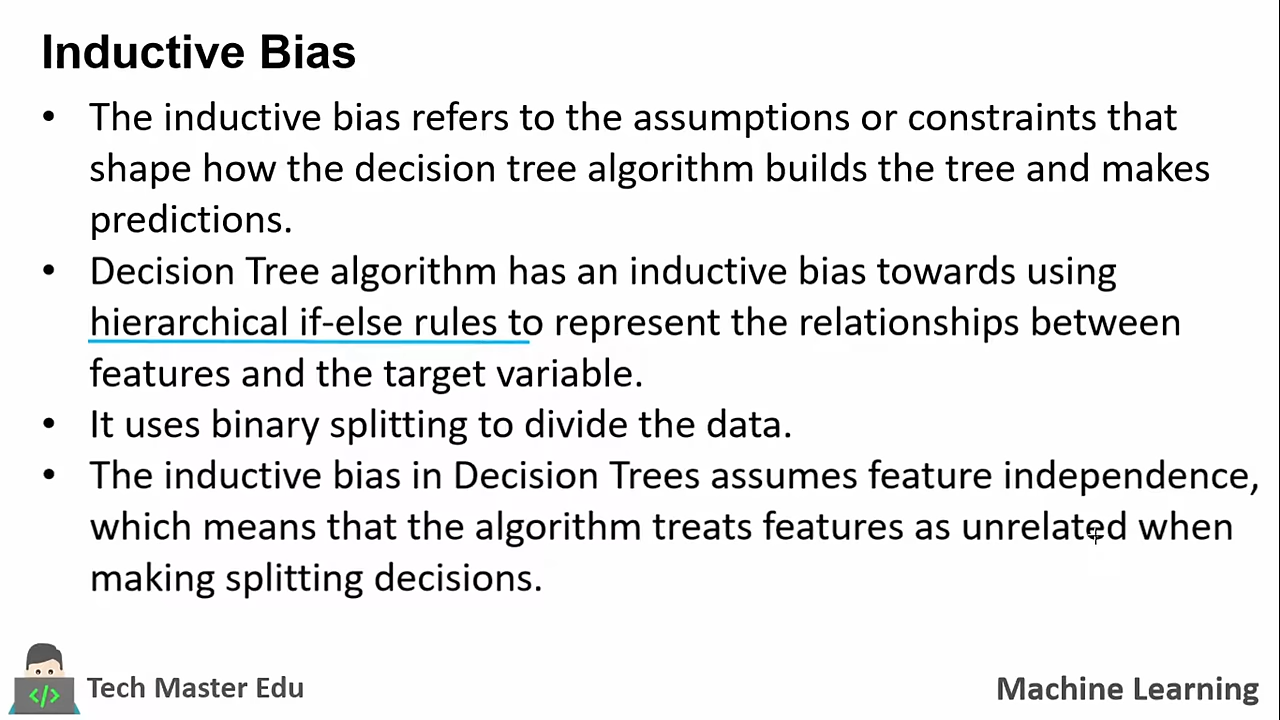 Inductive Bias
• The inductive bias refers to the assumptions or constraints that
shape how the decision tree algorithm builds the tree and makes
predictions.
• Decision Tree algorithm has an inductive bias towards using
hierarchical if-else rules to represent the relationships between
features and the target variable.
• It uses binary splitting to divide the data.
• The inductive bias in Decision Trees assumes feature independence,
which means that the algorithm treats features as unrelated when
making splitting decisions.
</> Tech Master Edu
Machine Learning